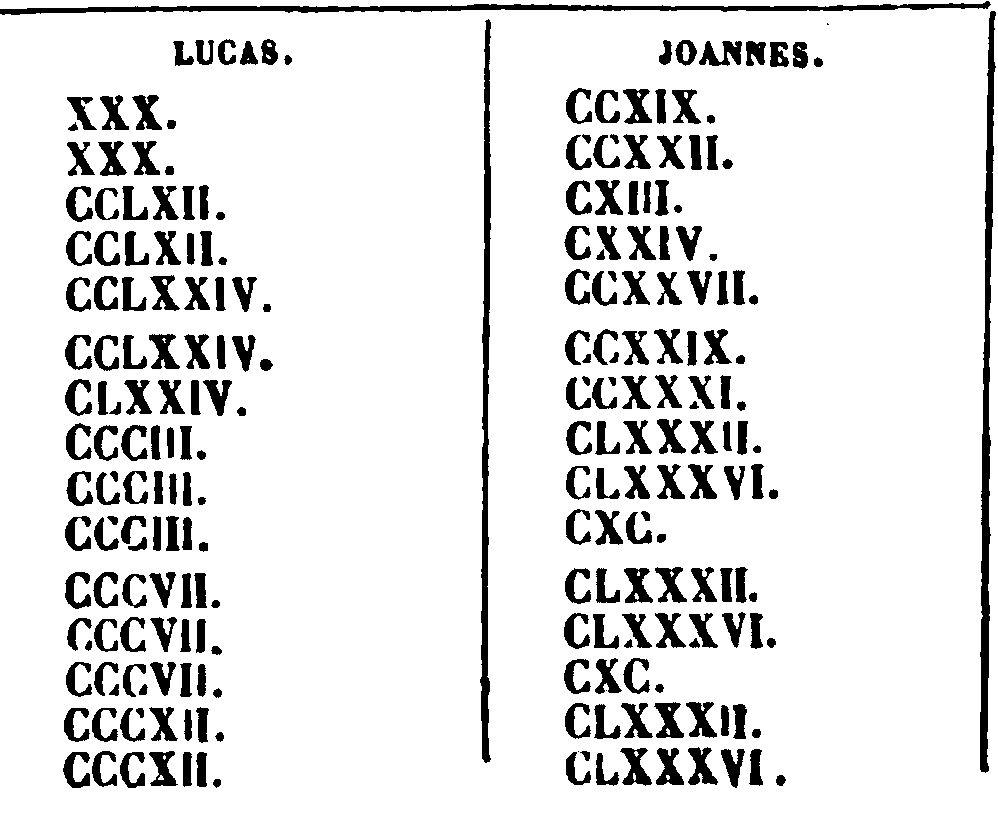 LUCAS. JOANNES.
XXX. CCXIX.
XXX. CCXXII.
CCLXII. CXIII.
CCLXII. CXXIV.
CCLXXIV. CCXXVII.
CCLXXIV. CCXXIX.
CLXXIV. CCXXXI.
CCCIII. CLXXXII.
CCCIII. CLXXXVI.
CCCIII. CXC.
CCCVII. CLXXXII.
CCCVII. CLXXXVI.
CCCVII. CXC.
CCCXII. CLXXXII.
CCCXII. CLXXXVI.